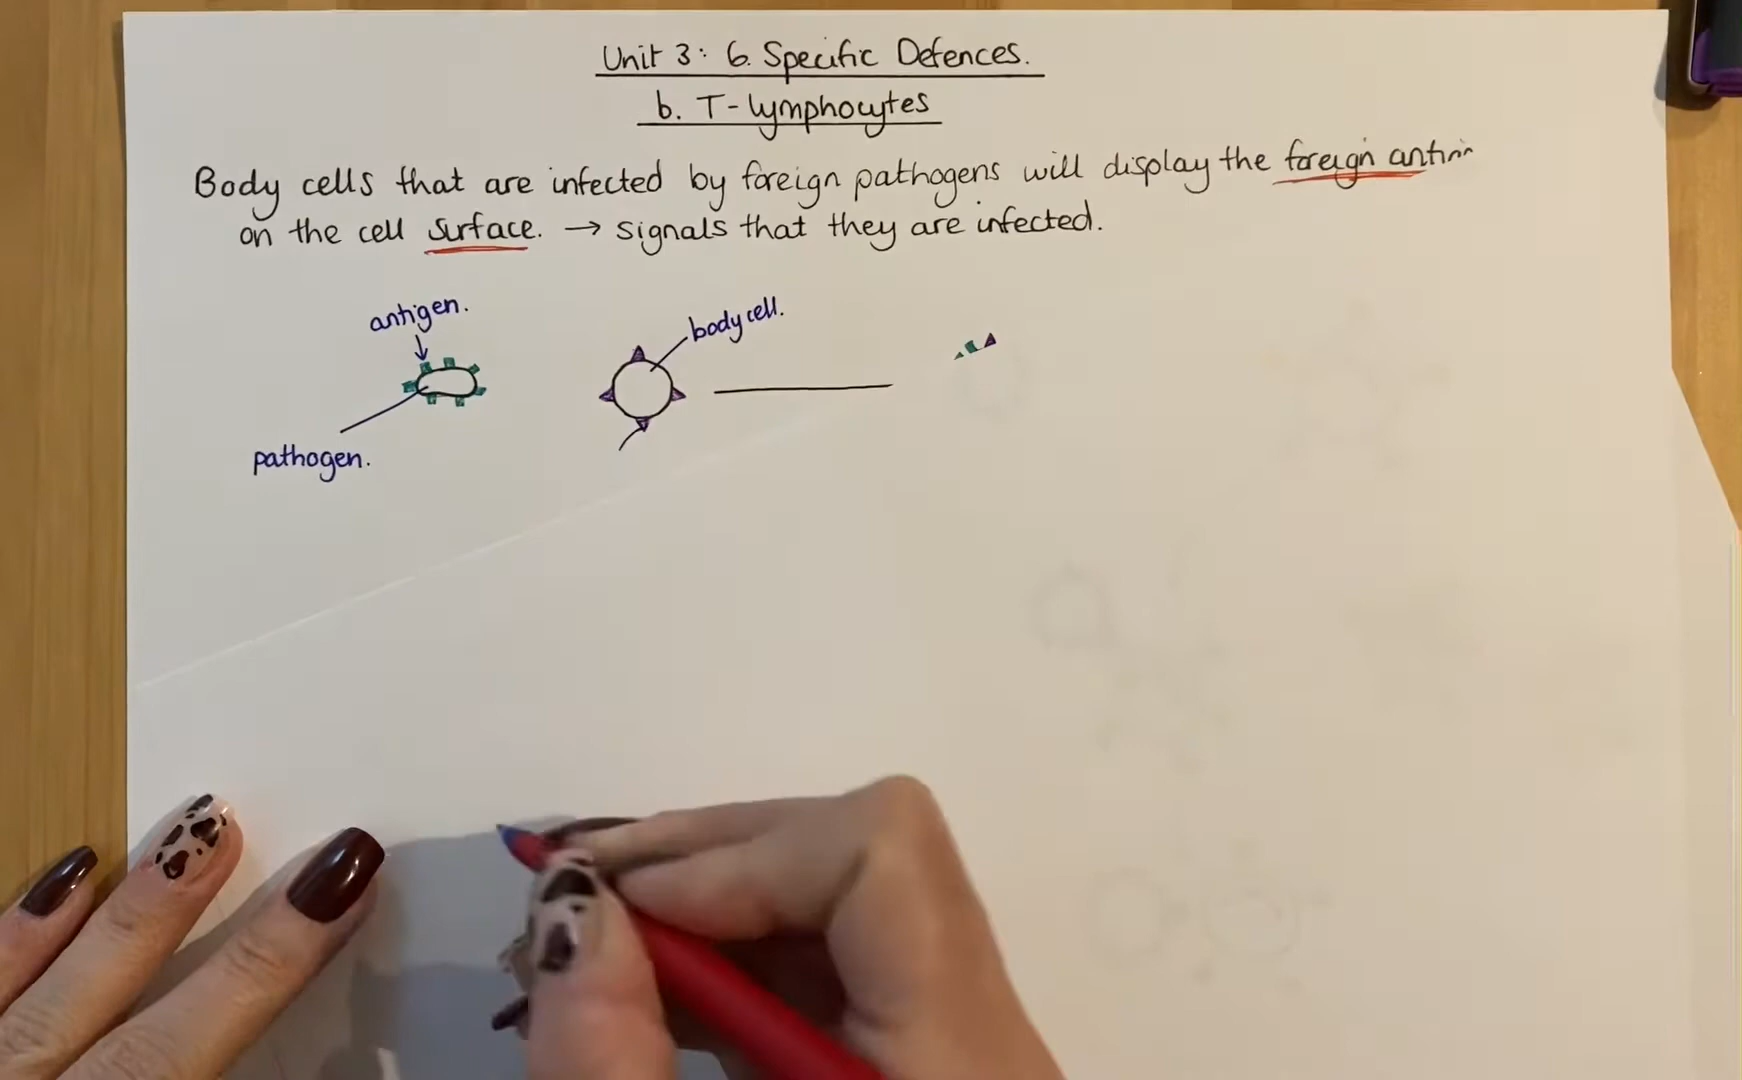 Unit 3: 6. Specific Defences.
b. T-lymphocytes
Body cells that are infected by foreign pathogens will display the foreign
on the cell surface. → signals that they are infected.
antigen.
body cell.
pathogen.